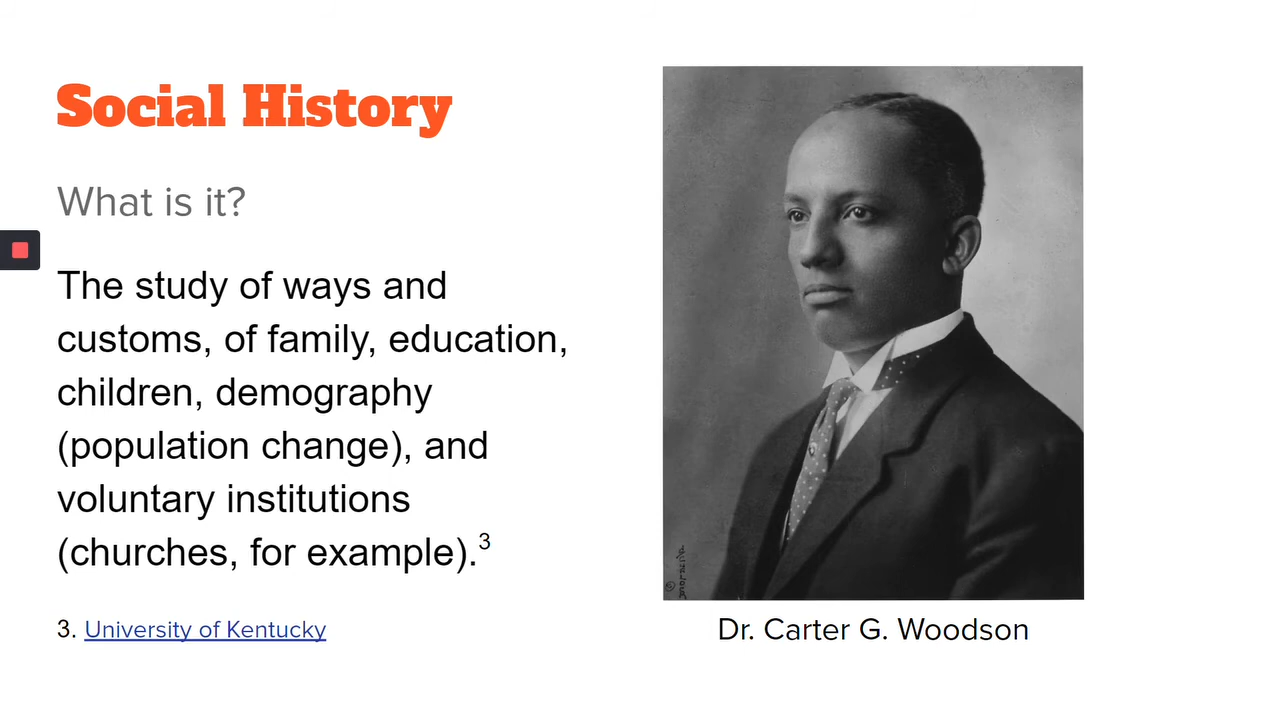 Social History
What is it?
The study of ways and
customs, of family, education,
children, demography
(population change), and
voluntary institutions
(churches, for example).3
3. University of Kentucky
Dr. Carter G. Woodson